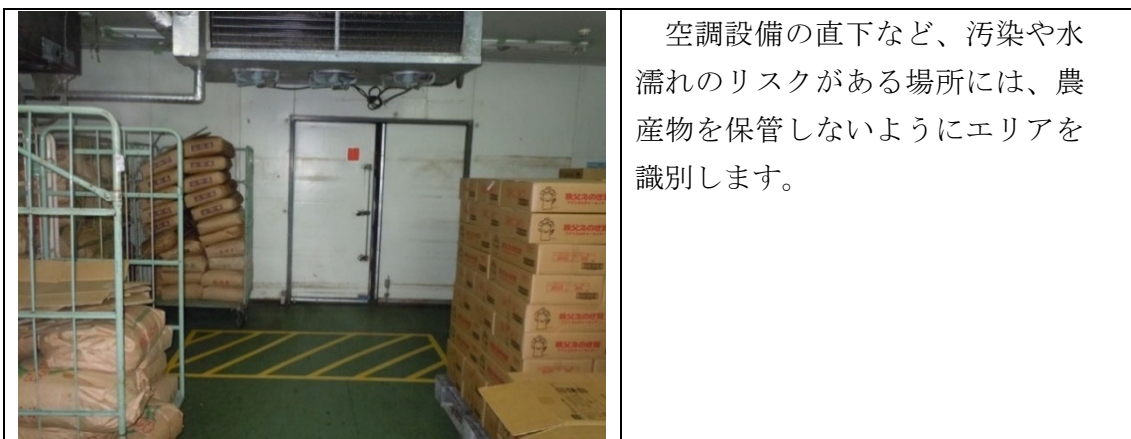 空調設備の直下など、汚染や水
濡れのリスクがある場所には、農
産物を保管しないようにエリアを
識別します。